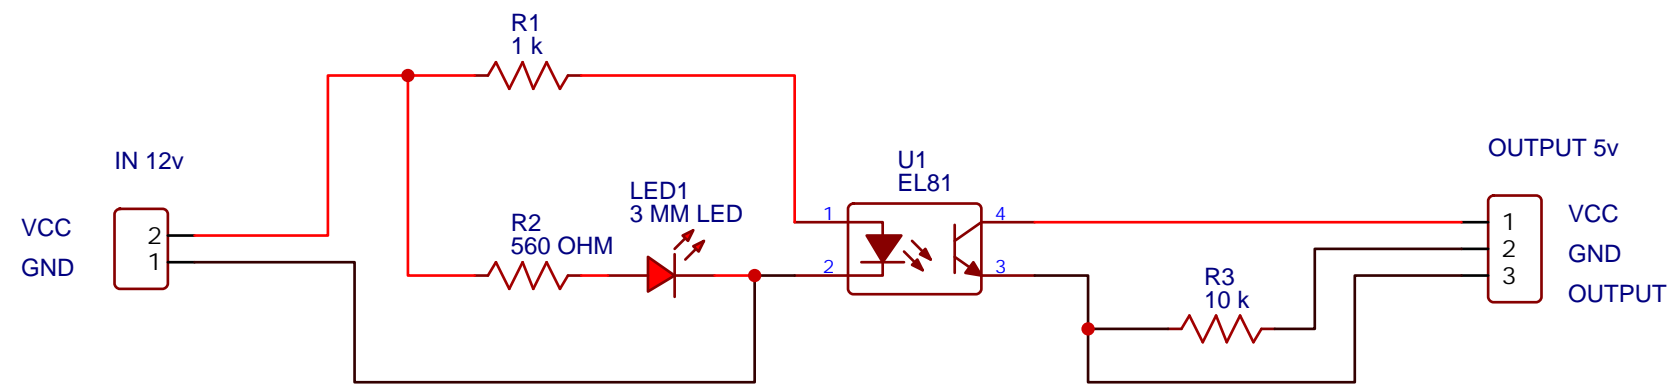 R1
1 k
IN 12v
OUTPUT 5v
U1
EL81
LED1
3 MM LED
R2
560 OHM
VCC
GND
2
1
1
2
4
3
1
2
3
VCC
GND
OUTPUT
R3
10 k